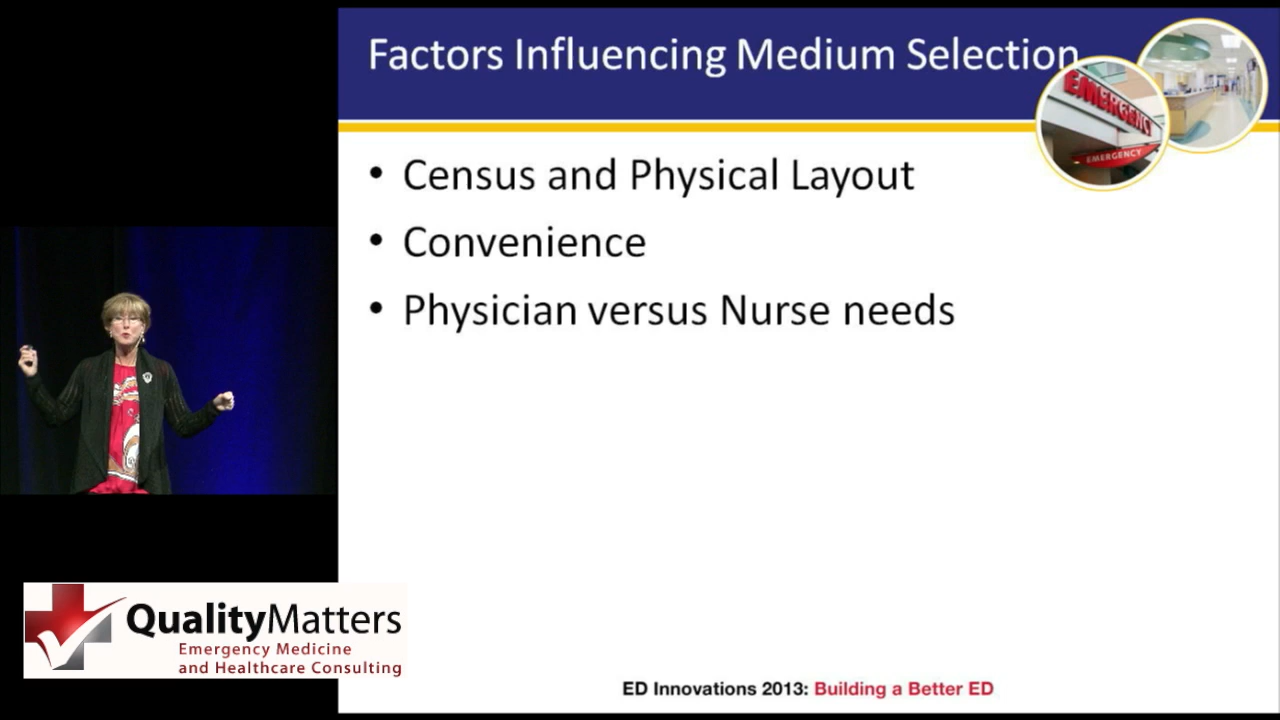 Factors Influencing Medium Selection
EMERGENCY
EMERGENCY
• Census and Physical Layout
• Convenience
• Physician versus Nurse needs
QualityMatters
Emergency Medicine
and Healthcare Consulting
ED Innovations 2013: Building a Better ED